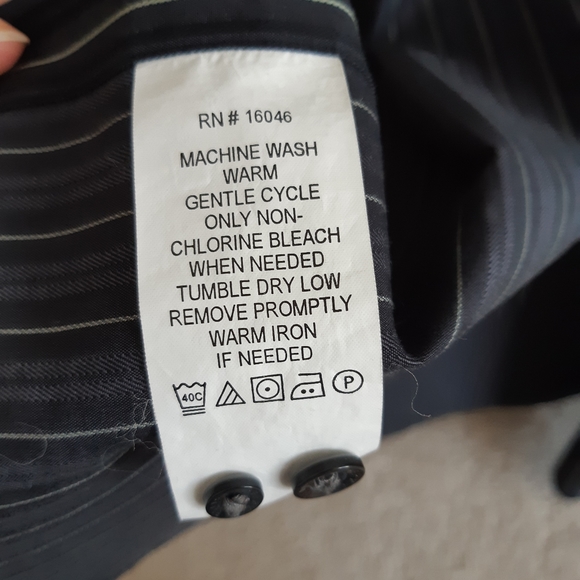 RN # 16046
MACHINE WASH
WARM
GENTLE CYCLE
ONLY NON-
CHLORINE BLEACH
WHEN NEEDED
TUMBLE DRY LOW
REMOVE PROMPTLY
WARM IRON
IF NEEDED
40C P